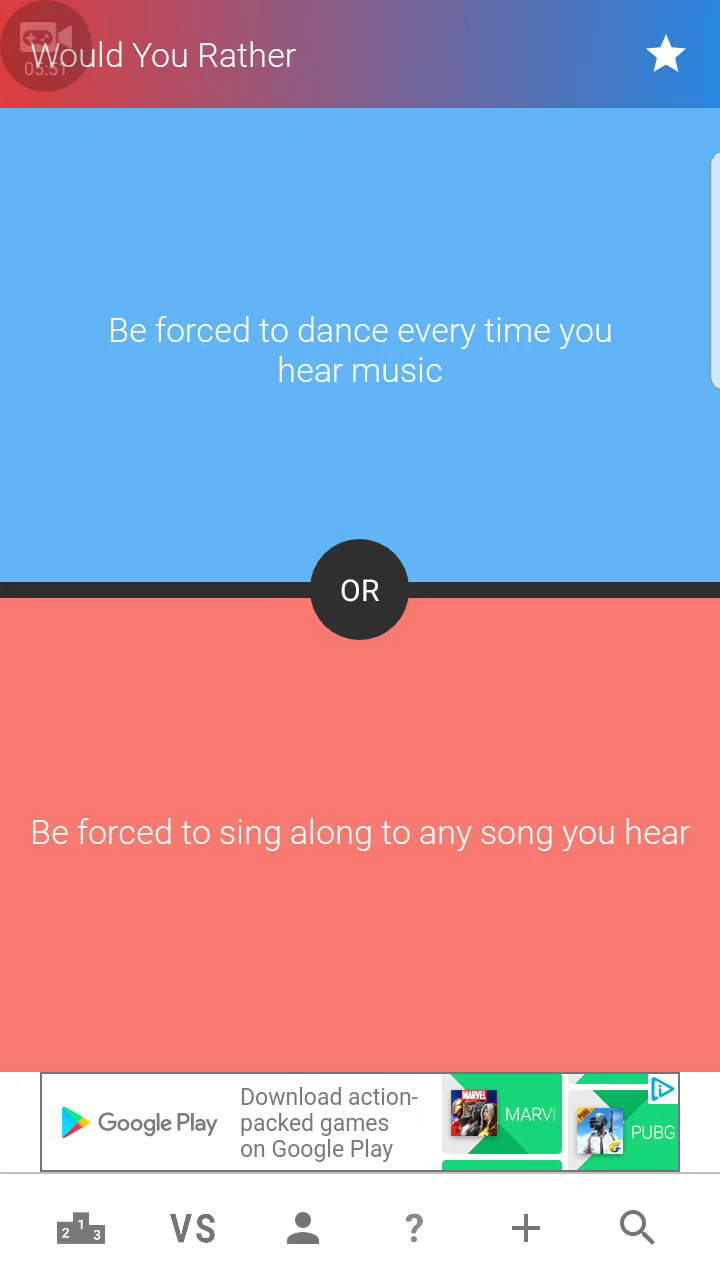 Would You Rather
05:51
Be forced to dance every time you
hear music
OR
Be forced to sing along to any song you hear
Google Play
Download action-
packed games
on Google Play
MARVEL
MARVI
PUBG
2 1 3
VS
?